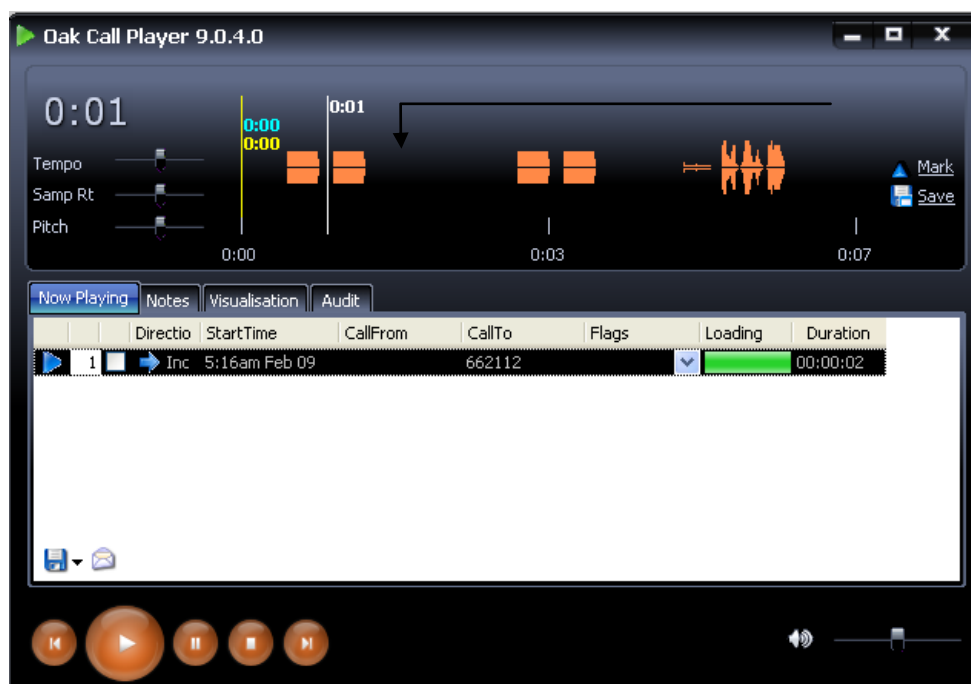 Oak Call Player 9.0.4.0
0:01
0:01
0:00
0:00
Tempo
Mark
Samp Rt
Save
Pitch
0:00 0:03 0:07
Now Playing Notes Visualisation Audit
Directio StartTime CallFrom CallTo Flags Loading Duration
1 Inc 5:16am Feb 09 662112 00:00:02